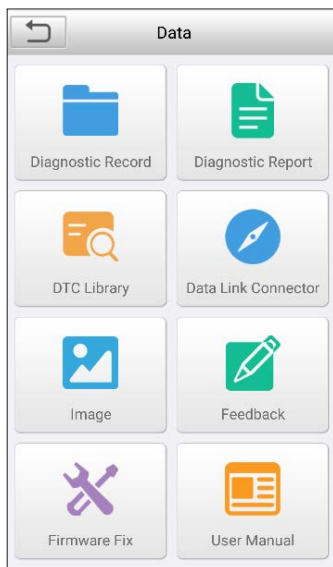 Data
Diagnostic Record
Diagnostic Report
DTC Library
Data Link Connector
Image
Feedback
Firmware Fix
User Manual